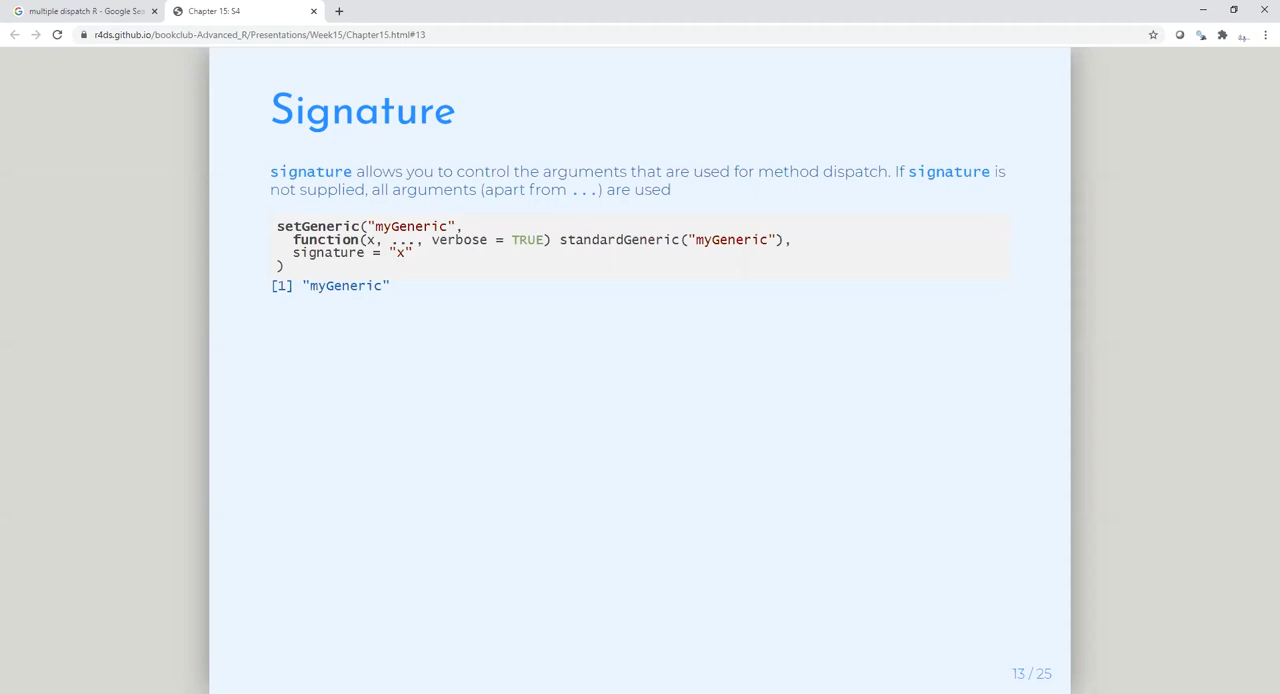 multiple dispatch R - Google Sea
Chapter 15: S4
r4ds.github.io/bookclub-Advanced_R/Presentations/Week15/Chapter15.html#13
Signature
signature allows you to control the arguments that are used for method dispatch. If signature is
not supplied, all arguments (apart from ...) are used
setGeneric("myGeneric",
  function(x, ..., verbose = TRUE) standardGeneric("myGeneric"),
  signature = "x"
)
[1] "myGeneric"
13 / 25